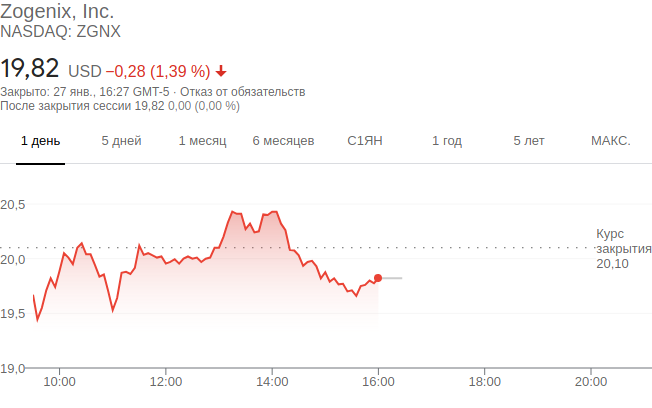 Zogenix, Inc.
NASDAQ: ZGNX
19,82 USD −0,28 (1,39 %)
Закрыто: 27 янв., 16:27 GMT-5 · Отказ от обязательств
После закрытия сессии 19,82 0,00 (0,00 %)
1 день 5 дней 1 месяц 6 месяцев С1ЯН 1 год 5 лет МАКС.
20,5
Курс
закрытия
20,10
20,0
19,5
19,0
10:00 12:00 14:00 16:00 18:00 20:00